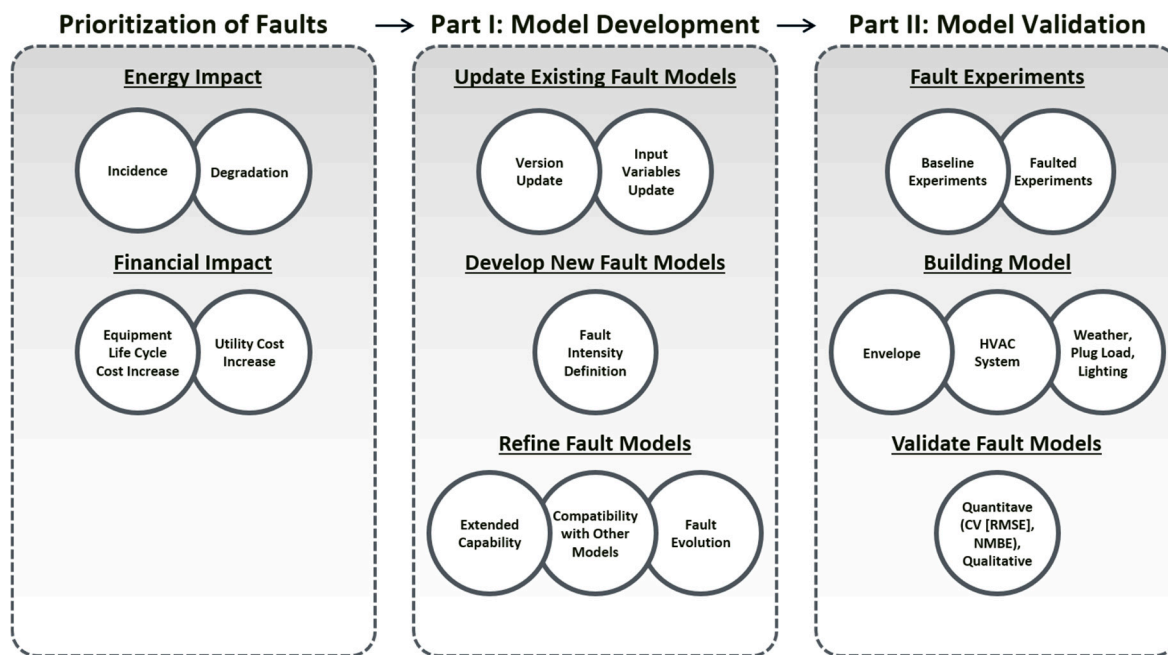 Prioritization of Faults
Energy Impact
Incidence
Degradation
Financial Impact
Equipment
Life Cycle
Cost Increase
Utility Cost
Increase
Part I: Model Development
Update Existing Fault Models
Version
Update
Input
Variables
Update
Develop New Fault Models
Fault
Intensity
Definition
Refine Fault Models
Extended
Capability
Compatibility
with Other
Models
Fault
Evolution
Part II: Model Validation
Fault Experiments
Baseline
Experiments
Faulted
Experiments
Building Model
Envelope
HVAC
System
Weather,
Plug Load,
Lighting
Validate Fault Models
Quantitave
(CV [RMSE],
NMBE),
Qualitative